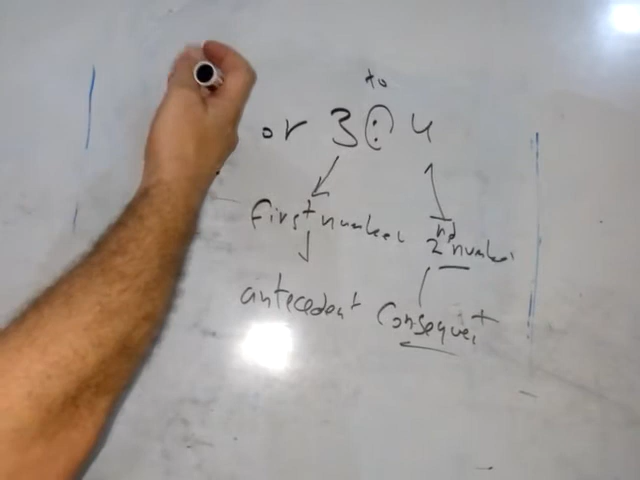 to
or 3 : 4
first number 2nd number
antecedent Consequent